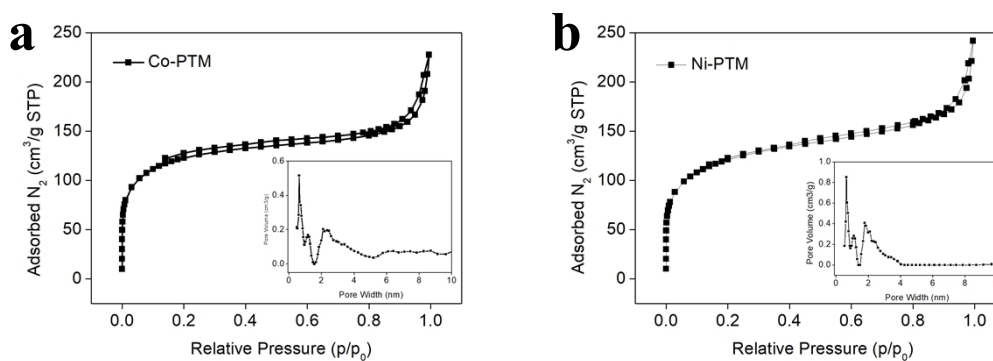 a
250
200
150
100
50
0
Adsorbed N₂ (cm³/g STP)
Co-PTM
0.6
0.4
0.2
0.0
Pore Volume (cm3/g)
0 2 4 6 8 10
Pore Width (nm)
0.0 0.2 0.4 0.6 0.8 1.0
Relative Pressure (p/p₀)
b
250
200
150
100
50
0
Adsorbed N₂ (cm³/g STP)
Ni-PTM
1.0
0.8
0.6
0.4
0.2
0.0
Pore Volume (cm3/g)
0 2 4 6 8
Pore Width (nm)
0.0 0.2 0.4 0.6 0.8 1.0
Relative Pressure (p/p₀)